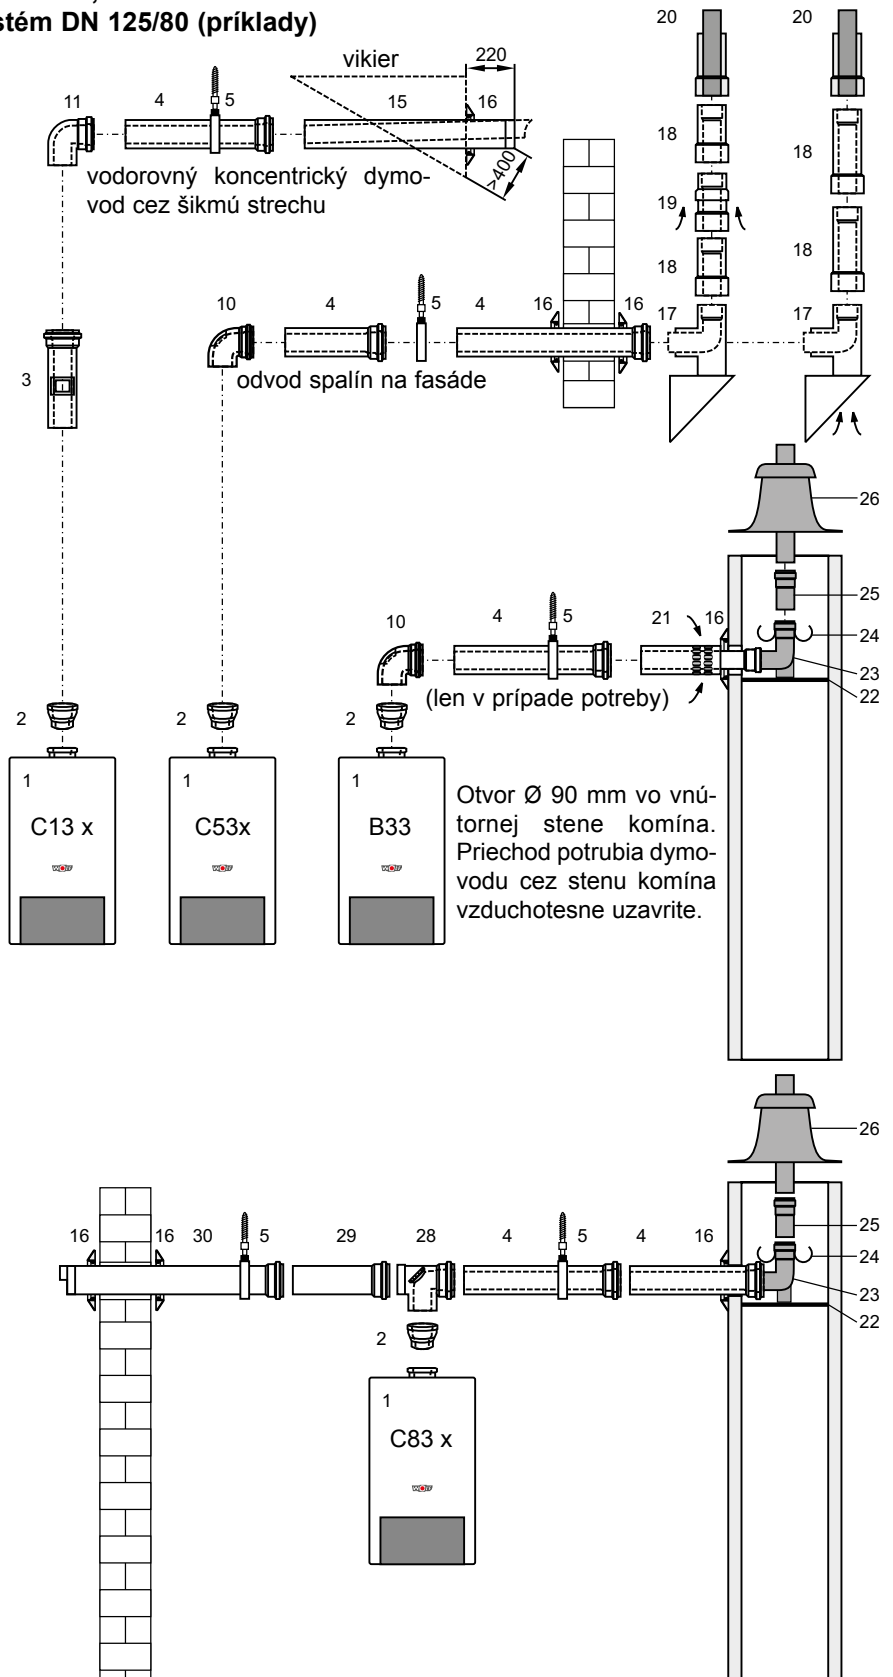 stém DN 125/80 (príklady)
20 20
vikier 220
11 4 5 15 16
18 18
>400
vodorovný koncentrický dymo-
vod cez šikmú strechu
19
18 18
10 4 5 4 16 16 17 17
3
odvod spalín na fasáde
26
25
10 4 5 21 16
24
23
22
(len v prípade potreby)
2 2 2
1 1 1
C13 x C53x B33
WOLF WOLF WOLF
Otvor Ø 90 mm vo vnú-
tornej stene komína.
Priechod potrubia dymo-
vodu cez stenu komína
vzduchotesne uzavrite.
26
25
16 16 30 5 29 28 4 5 4 16
24
23
22
2
1
C83 x
WOLF